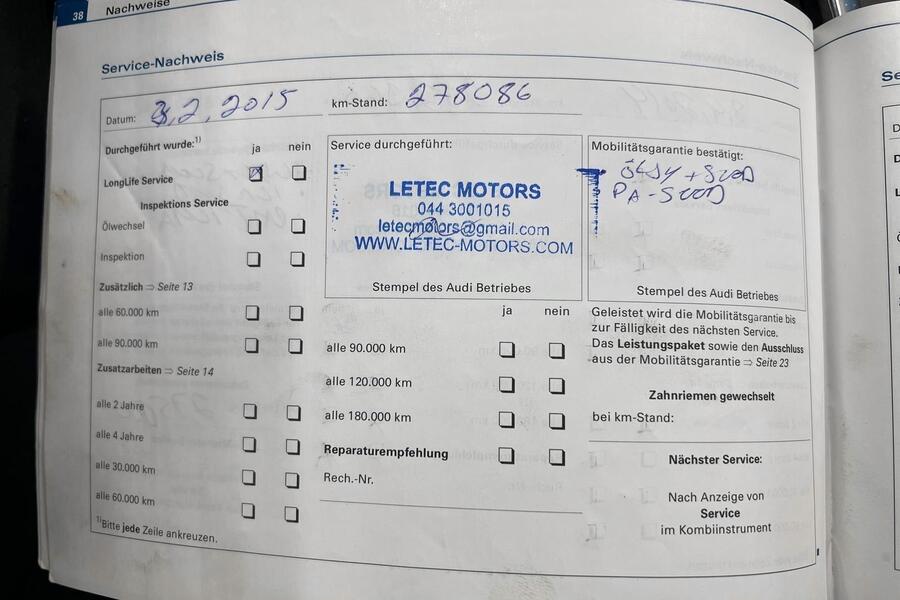 38 Nachweise
Service-Nachweis
Datum: 2.2015
km-Stand: 278086
Durchgeführt wurde:1) ja nein
LongLife Service
Inspektions Service
Ölwechsel
Inspektion
Zusätzlich ⇒ Seite 13
alle 60.000 km
alle 90.000 km
Zusatzarbeiten ⇒ Seite 14
alle 2 Jahre
alle 4 Jahre
alle 30.000 km
alle 60.000 km
1)Bitte jede Zeile ankreuzen.
Service durchgeführt:
LETEC MOTORS
044 3001015
letecmotors@gmail.com
WWW.LETEC-MOTORS.COM
Stempel des Audi Betriebes
ja nein
alle 90.000 km
alle 120.000 km
alle 180.000 km
Reparaturempfehlung
Rech.-Nr.
Mobilitätsgarantie bestätigt:
Stempel des Audi Betriebes
Geleistet wird die Mobilitätsgarantie bis
zur Fälligkeit des nächsten Service.
Das Leistungspaket sowie den Ausschluss
aus der Mobilitätsgarantie ⇒ Seite 23
Zahnriemen gewechselt
bei km-Stand:
Nächster Service:
Nach Anzeige von
Service
im Kombiinstrument